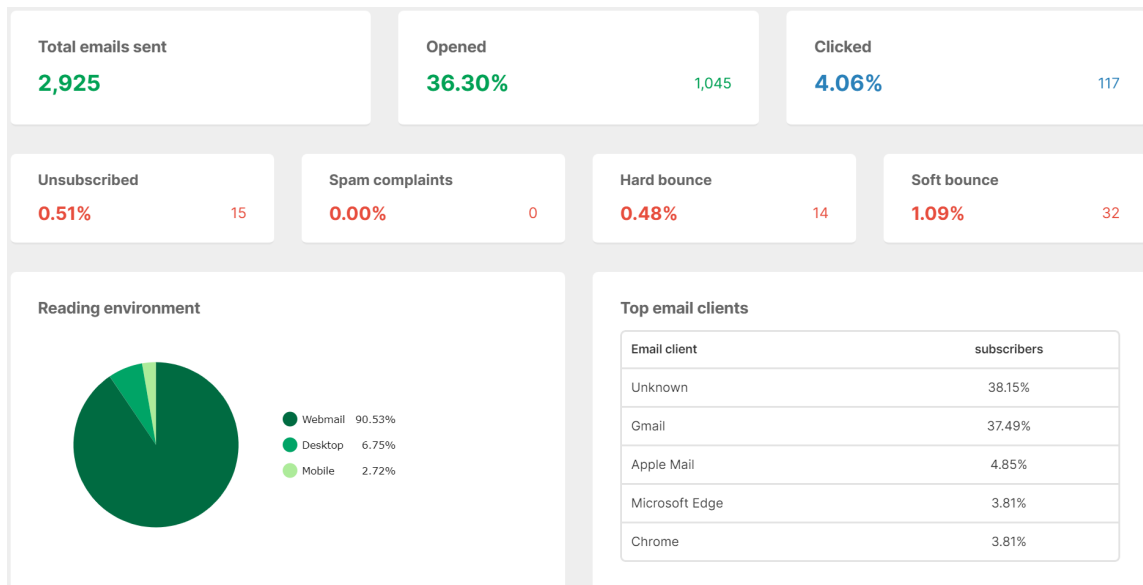 Total emails sent
2,925
Opened
36.30% 1,045
Clicked
4.06% 117
Unsubscribed
0.51% 15
Spam complaints
0.00% 0
Hard bounce
0.48% 14
Soft bounce
1.09% 32
Reading environment
Webmail 90.53%
Desktop 6.75%
Mobile 2.72%
Top email clients
Email client subscribers
Unknown 38.15%
Gmail 37.49%
Apple Mail 4.85%
Microsoft Edge 3.81%
Chrome 3.81%